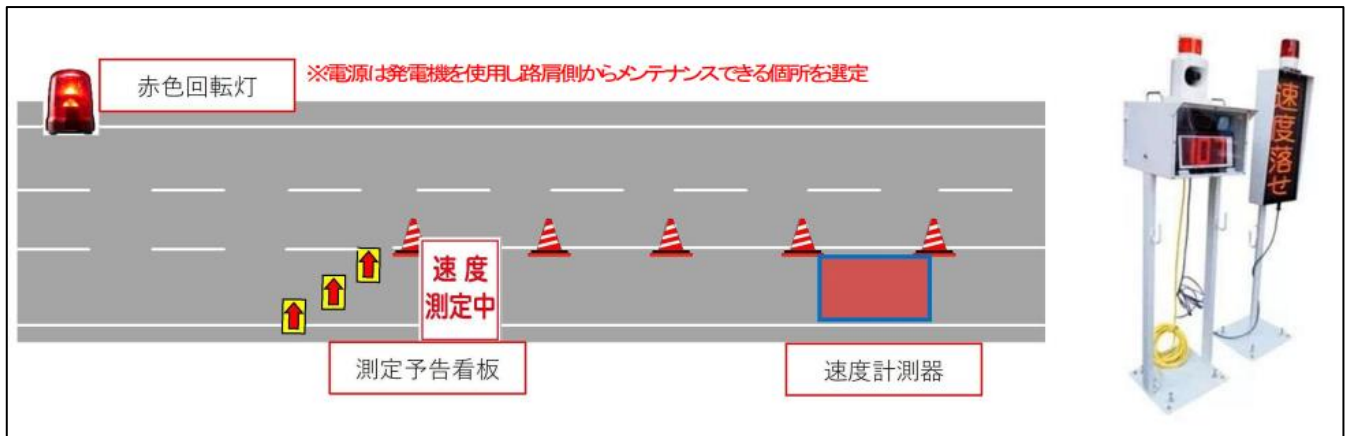 赤色回転灯
※電源は発電機を使用し路肩側からメンテナンスできる個所を選定
速度
測定中
測定予告看板
速度計測器
速度落せ